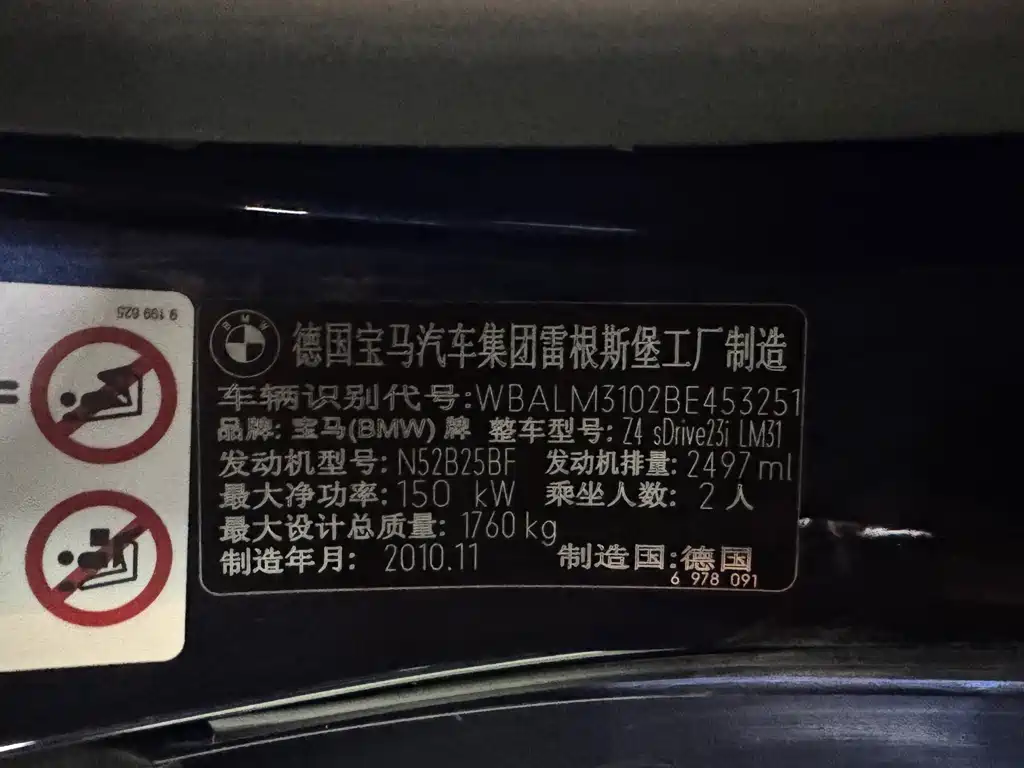 9 199 625
BMW
德国宝马汽车集团雷根斯堡工厂制造
车辆识别代号:WBALM3102BE453251
品牌: 宝马(BMW) 牌 整车型号: Z4 sDrive23i LM31
发动机型号: N52B25BF 发动机排量: 2497 ml
最大净功率: 150 kW 乘坐人数: 2 人
最大设计总质量: 1760 kg
制造年月: 2010.11 制造国: 德国
6 978 091